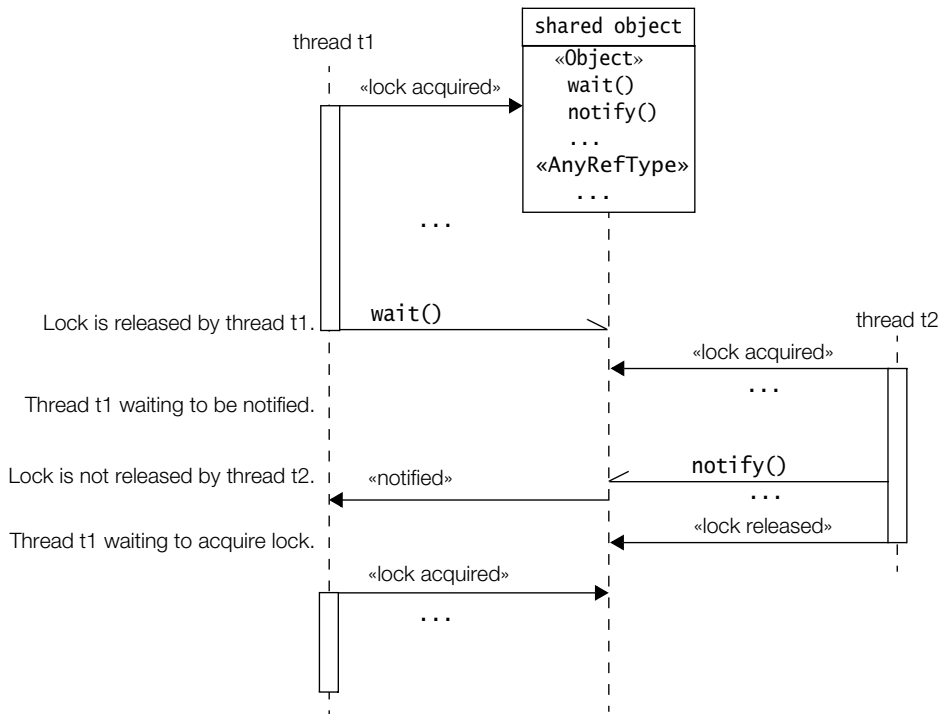 shared object
thread t1
«Object»
«lock acquired»
wait()
notify()
...
«AnyRefType»
...
...
wait()
Lock is released by thread t1.
thread t2
«lock acquired»
...
Thread t1 waiting to be notified.
notify()
Lock is not released by thread t2.
«notified»
...
«lock released»
Thread t1 waiting to acquire lock.
«lock acquired»
...